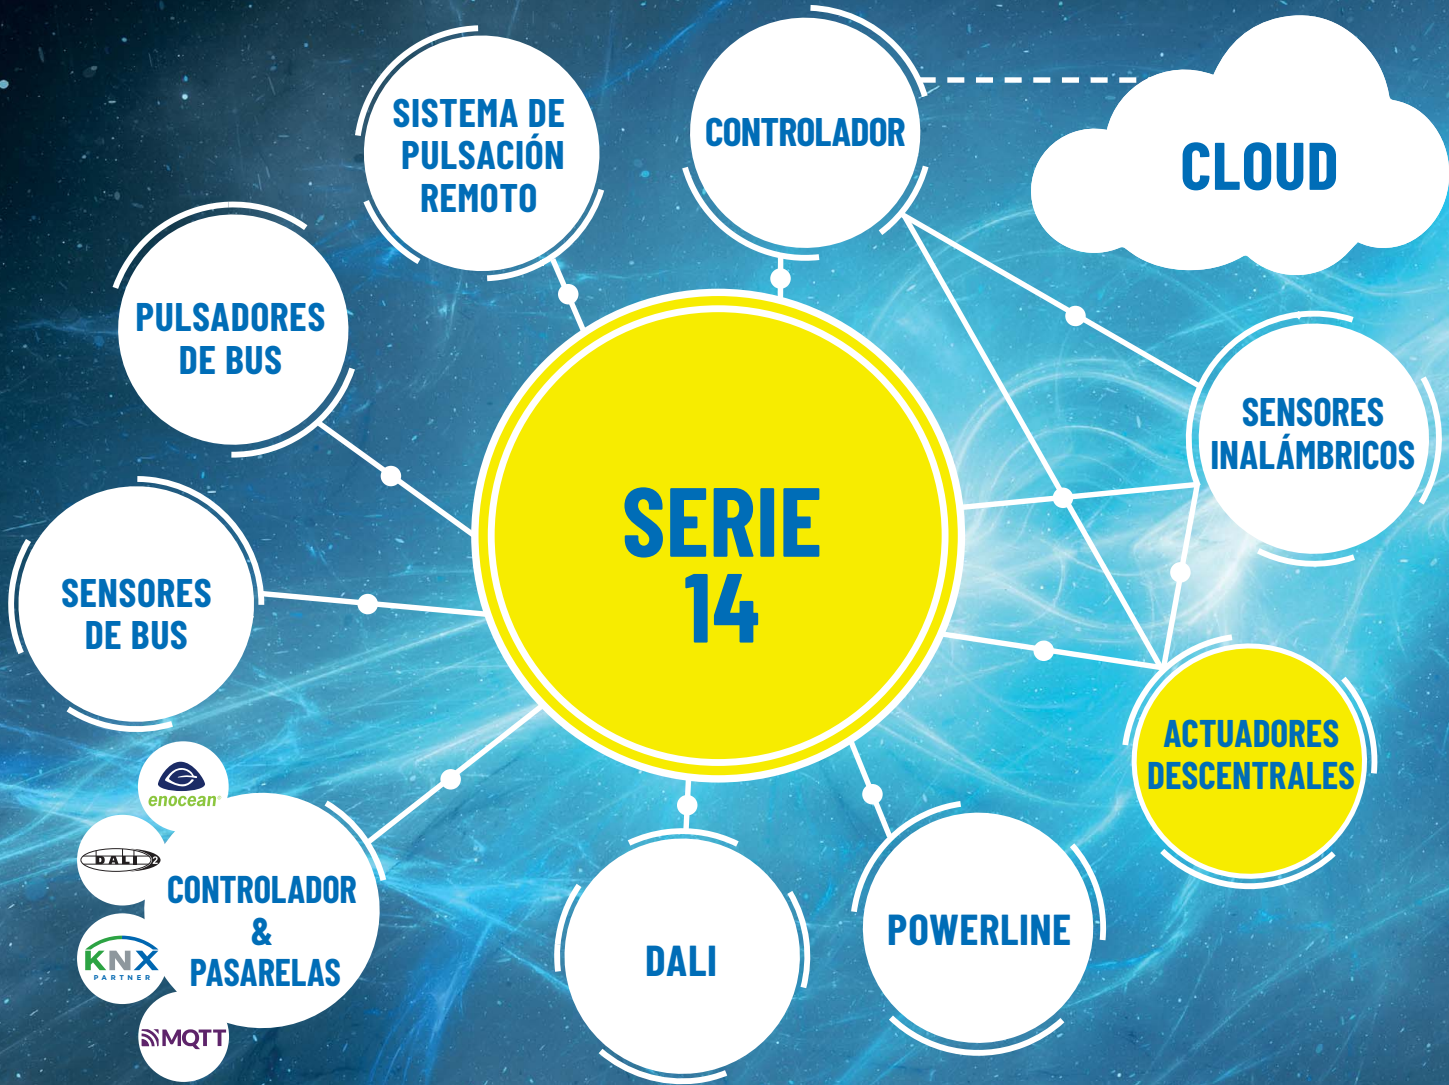 SISTEMA DE
PULSACIÓN
REMOTO
CONTROLADOR
CLOUD
PULSADORES
DE BUS
SENSORES
INALÁMBRICOS
SERIE
14
SENSORES
DE BUS
ACTUADORES
DESCENTRALES
enocean®
DALI 2
KNX
PARTNER
MQTT
CONTROLADOR
&
PASARELAS
DALI
POWERLINE